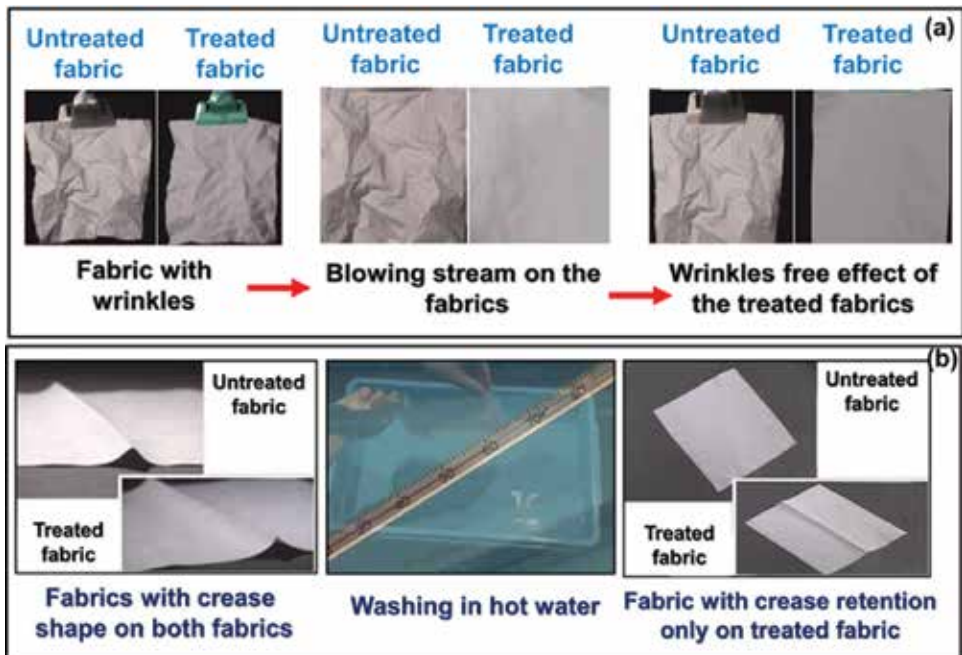 (a)
Untreated fabric
Treated fabric
Untreated fabric
Treated fabric
Untreated fabric
Treated fabric
Fabric with
wrinkles
Blowing stream on the
fabrics
Wrinkles free effect of
the treated fabrics
(b)
Untreated
fabric
Treated
fabric
Fabrics with crease
shape on both fabrics
Washing in hot water
Untreated
fabric
Treated
fabric
Fabric with crease retention
only on treated fabric